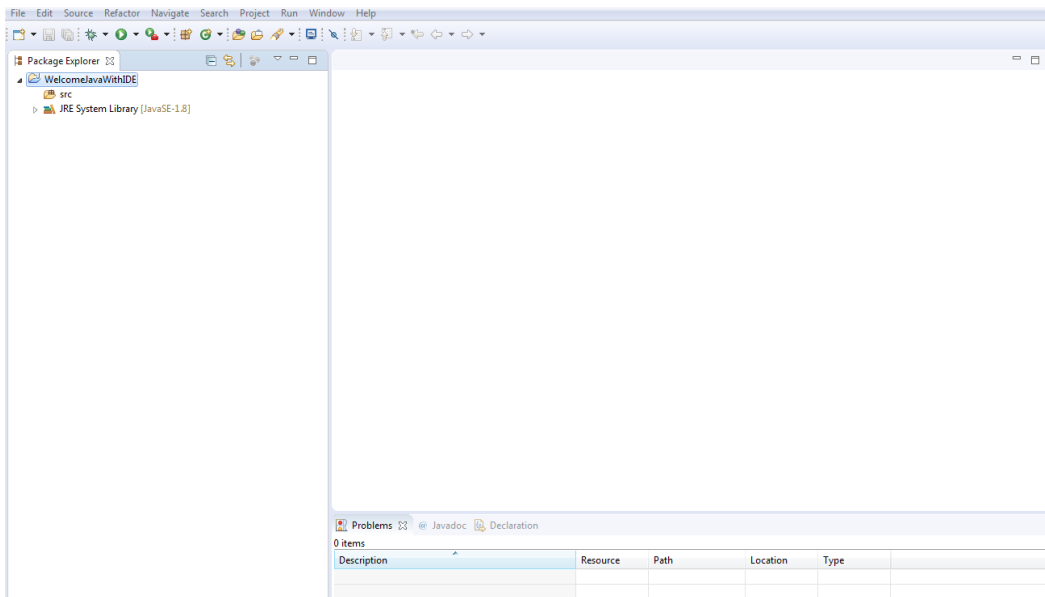 File Edit Source Refactor Navigate Search Project Run Window Help
Package Explorer
WelcomeJavaWithIDE
src
JRE System Library [JavaSE-1.8]
Problems @ Javadoc Declaration
0 items
Description Resource Path Location Type